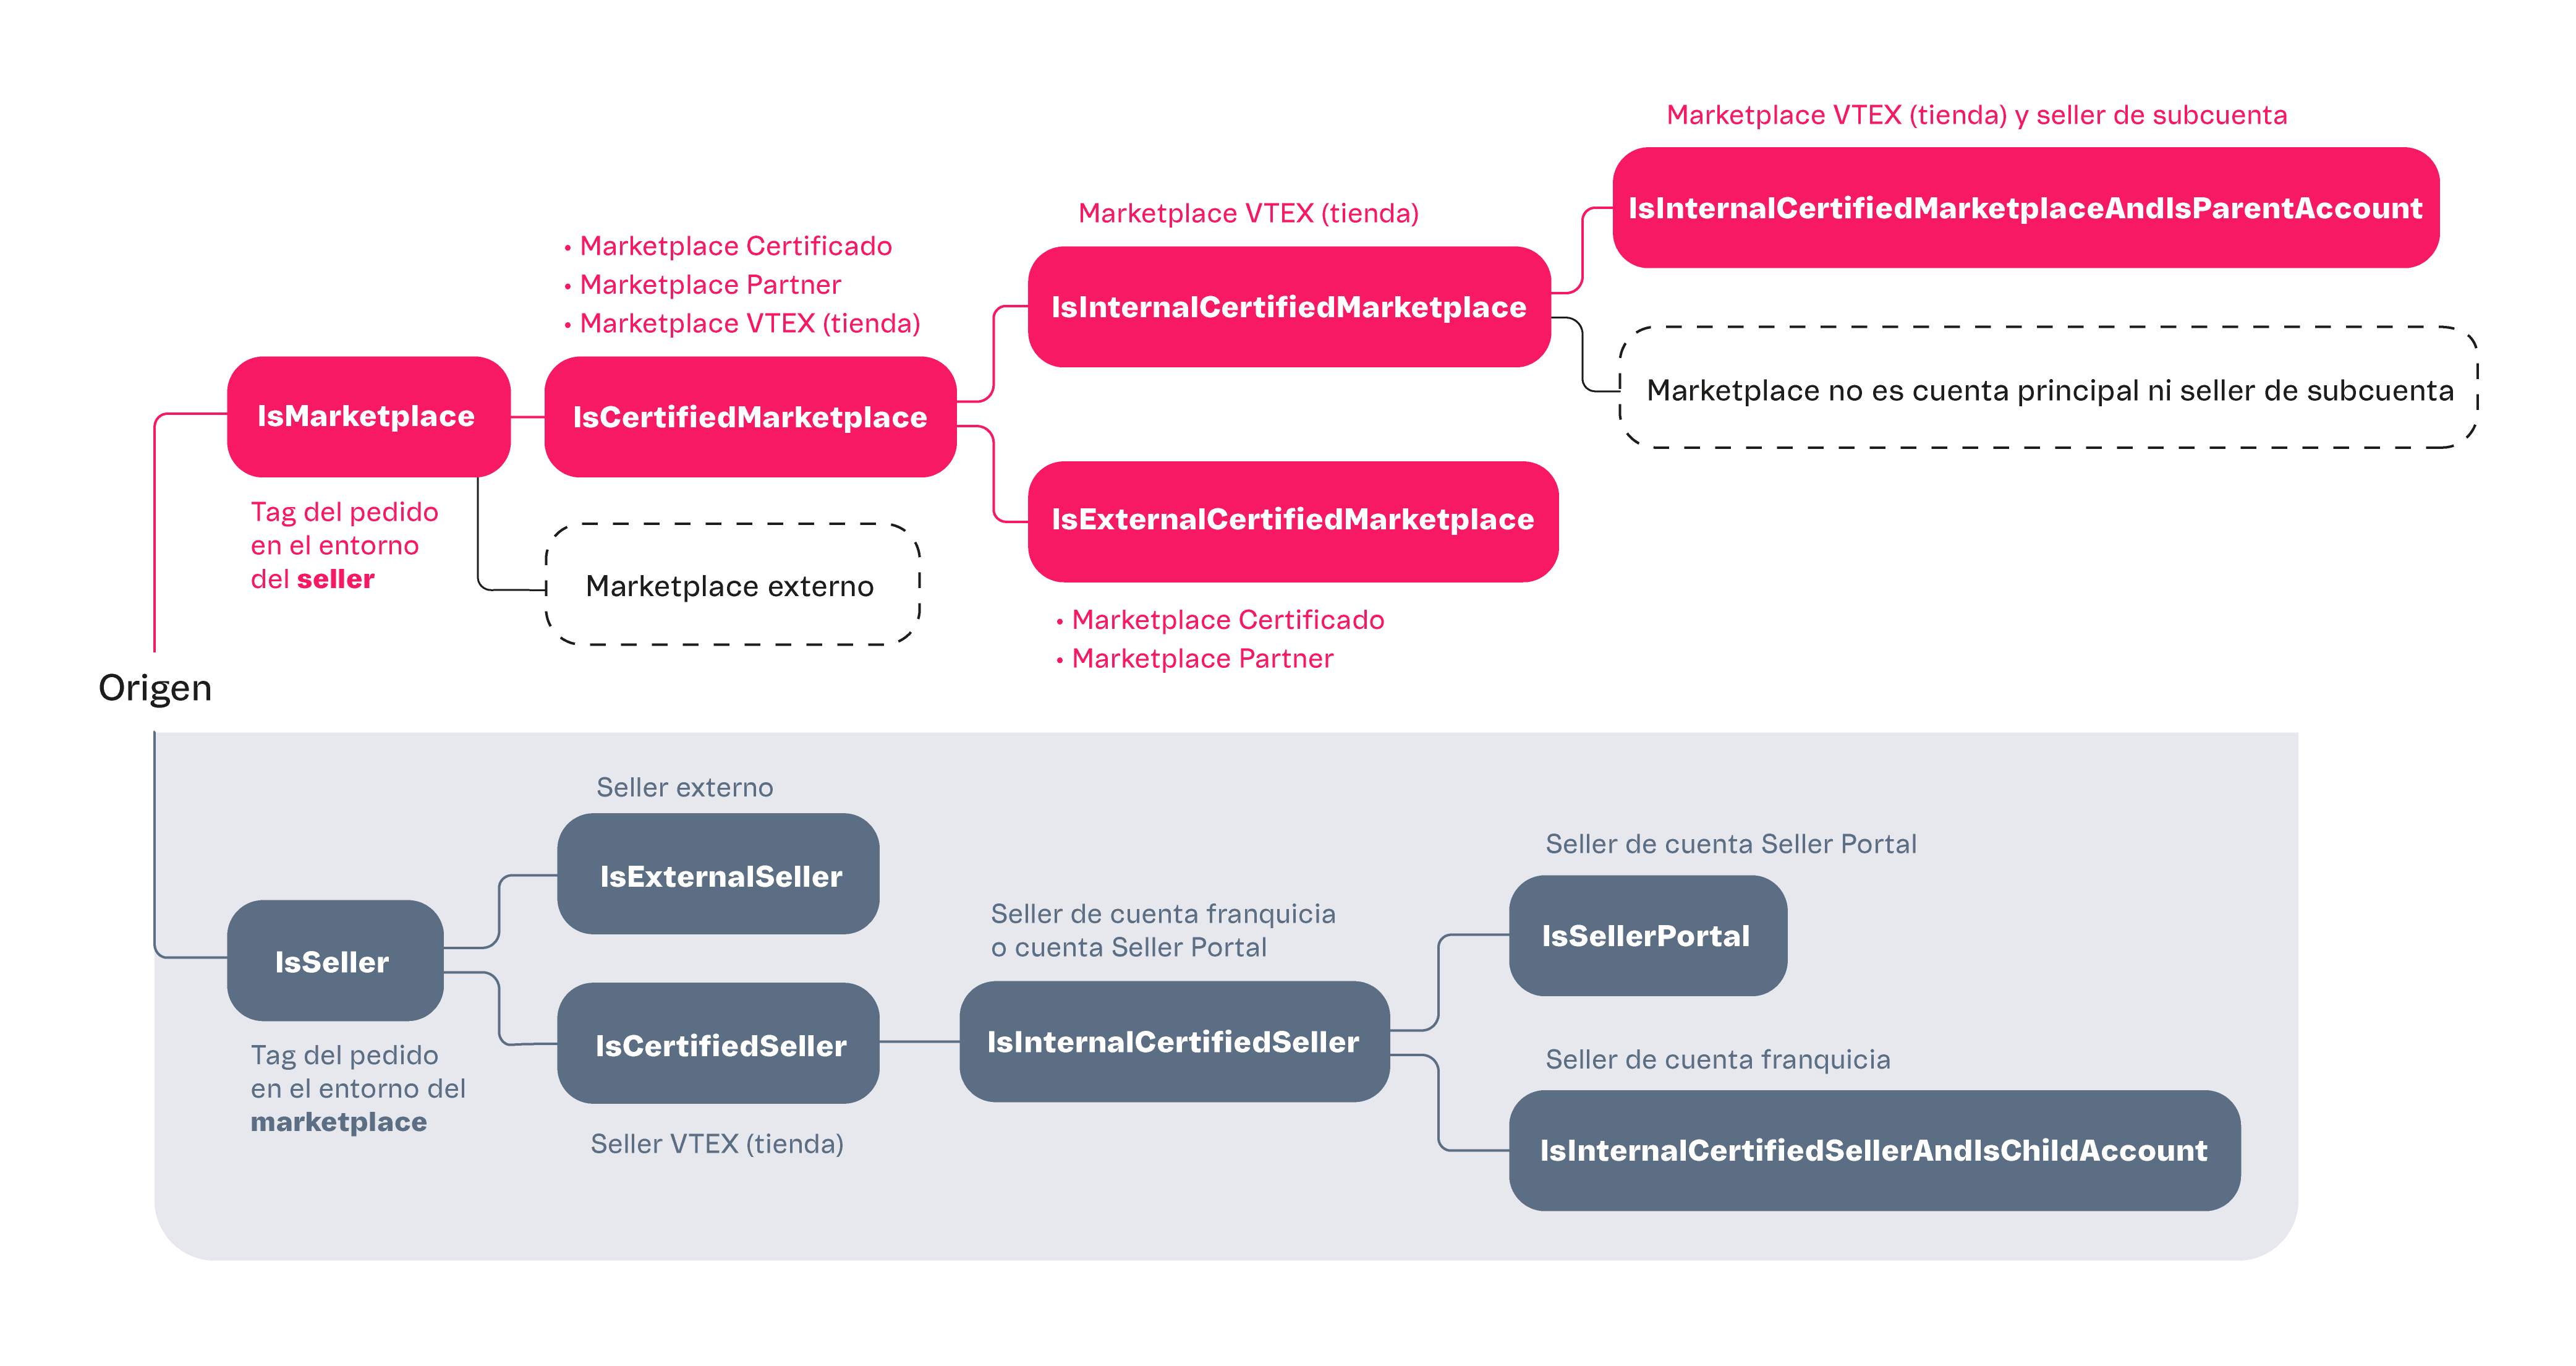 Marketplace VTEX (tienda) y seller de subcuenta
IsInternalCertifiedMarketplaceAndIsParentAccount
Marketplace VTEX (tienda)
IsInternalCertifiedMarketplace
• Marketplace Certificado
• Marketplace Partner
• Marketplace VTEX (tienda)
Marketplace no es cuenta principal ni seller de subcuenta
IsMarketplace
IsCertifiedMarketplace
Tag del pedido
en el entorno
del seller
IsExternalCertifiedMarketplace
Marketplace externo
• Marketplace Certificado
• Marketplace Partner
Origen
Seller externo
IsExternalSeller
Seller de cuenta Seller Portal
IsSellerPortal
Seller de cuenta franquicia
o cuenta Seller Portal
IsSeller
IsCertifiedSeller
IsInternalCertifiedSeller
Tag del pedido
en el entorno del
marketplace
Seller VTEX (tienda)
Seller de cuenta franquicia
IsInternalCertifiedSellerAndIsChildAccount